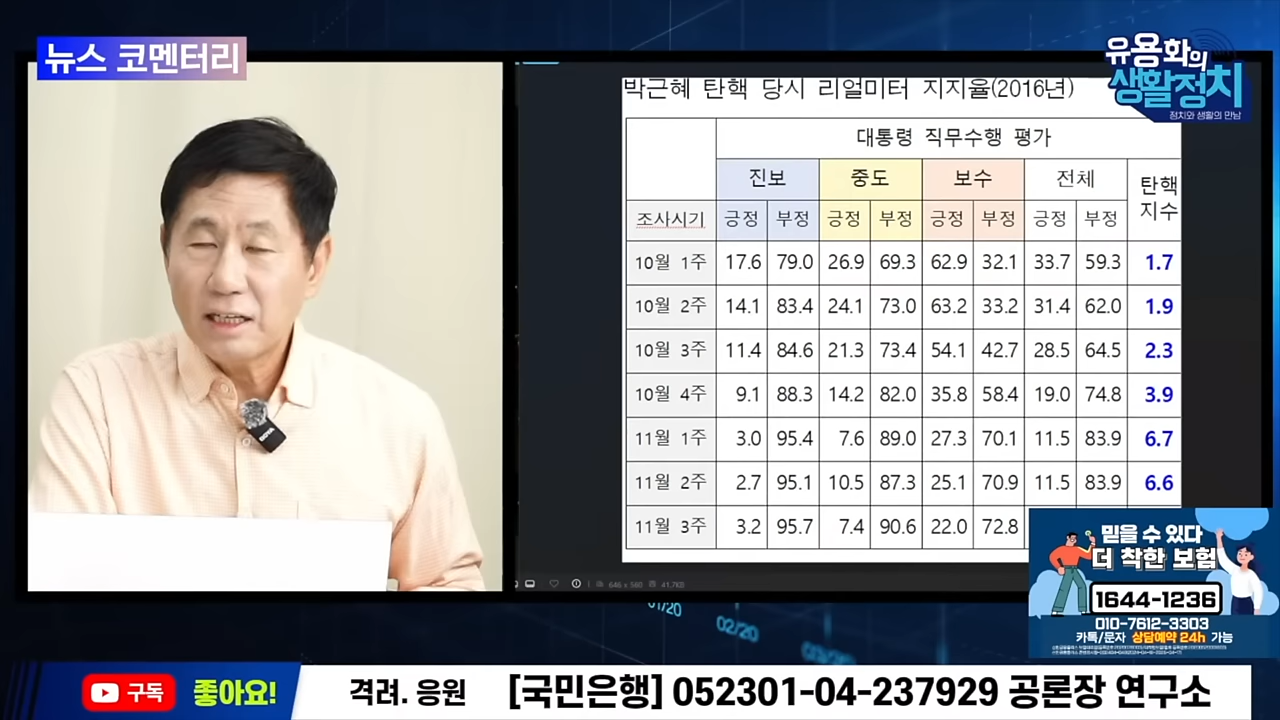 뉴스 코멘터리
유용화의
생활정치
정치와 생활의 만남
박근혜 탄핵 당시 리얼미터 지지율(2016년)
대통령 직무수행 평가
진보 중도 보수 전체 탄핵 지수
조사시기 긍정 부정 긍정 부정 긍정 부정 긍정 부정
10월 1주 17.6 79.0 26.9 69.3 62.9 32.1 33.7 59.3 1.7
10월 2주 14.1 83.4 24.1 73.0 63.2 33.2 31.4 62.0 1.9
10월 3주 11.4 84.6 21.3 73.4 54.1 42.7 28.5 64.5 2.3
10월 4주 9.1 88.3 14.2 82.0 35.8 58.4 19.0 74.8 3.9
11월 1주 3.0 95.4 7.6 89.0 27.3 70.1 11.5 83.9 6.7
11월 2주 2.7 95.1 10.5 87.3 25.1 70.9 11.5 83.9 6.6
11월 3주 3.2 95.7 7.4 90.6 22.0 72.8
646 x 560 41.7KB
01/20
02/20
믿을 수 있다
더 착한 보험
1644-1236
010-7612-3303
카톡/문자 상담예약 24h 가능
구독 좋아요! 격려. 응원 [국민은행] 052301-04-237929 공론장 연구소